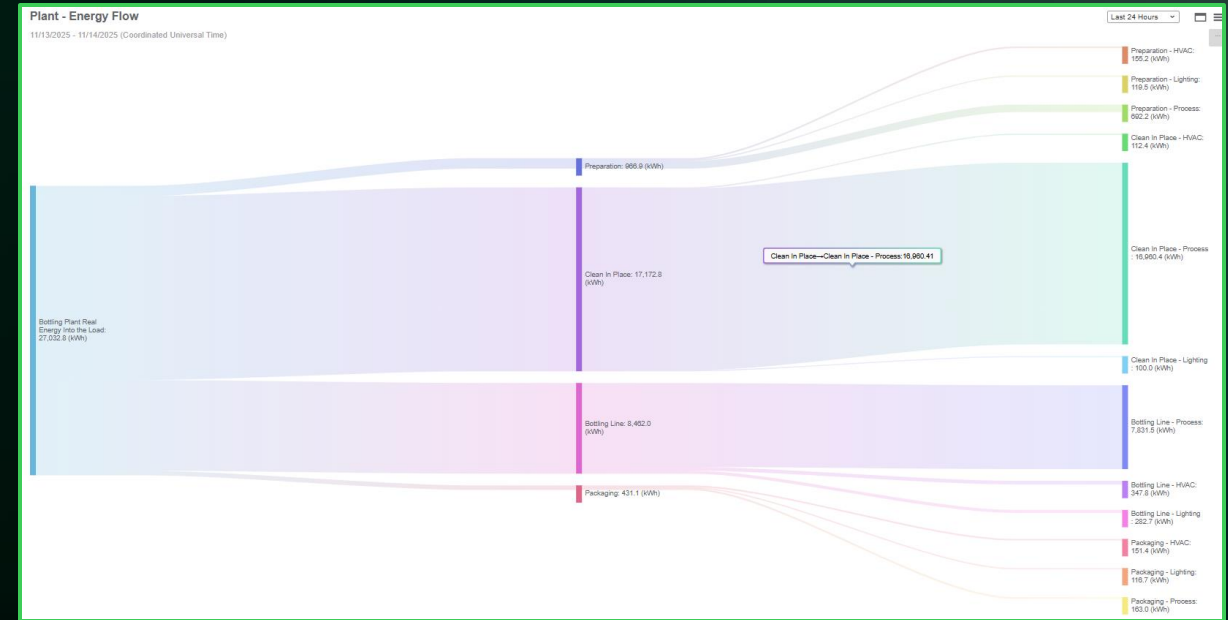 Plant - Energy Flow
Last 24 Hours
11/13/2025 - 11/14/2025 (Coordinated Universal Time)
Preparation - HVAC:
155.2 (kWh)
Preparation - Lighting:
119.5 (kWh)
Preparation - Process:
692.2 (kWh)
Clean In Place - HVAC:
112.4 (kWh)
Preparation: 966.9 (kWh)
Clean In Place - Process
: 16,960.4 (kWh)
Clean In Place→Clean In Place - Process:16,960.41
Clean In Place: 17,172.8
(kWh)
Bottling Plant Real
Energy Into the Load:
27,032.8 (kWh)
Clean In Place - Lighting
: 100.0 (kWh)
Bottling Line: 8,462.0
(kWh)
Bottling Line - Process:
7,831.5 (kWh)
Bottling Line - HVAC:
347.8 (kWh)
Packaging: 431.1 (kWh)
Bottling Line - Lighting
: 282.7 (kWh)
Packaging - HVAC:
151.4 (kWh)
Packaging - Lighting:
116.7 (kWh)
Packaging - Process:
163.0 (kWh)